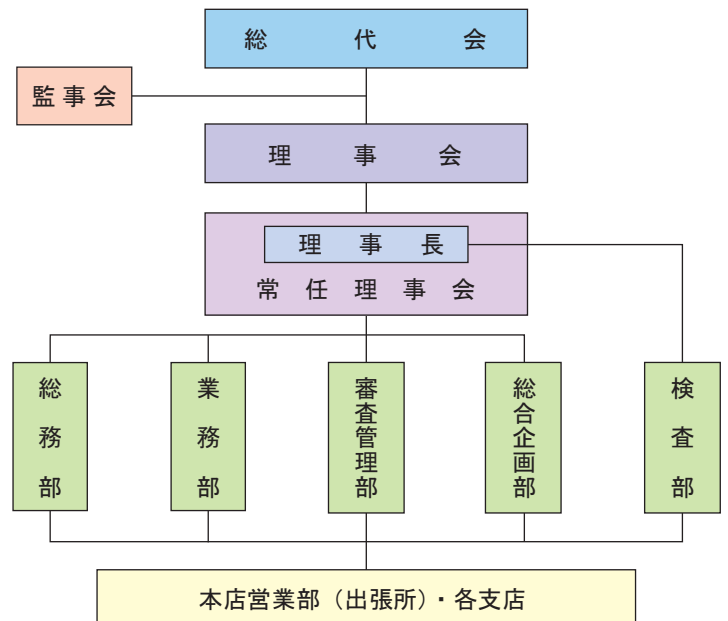 総代会
監事会
理事会
理事長
常任理事会
総務部
業務部
審査管理部
総合企画部
検査部
本店営業部（出張所）・各支店